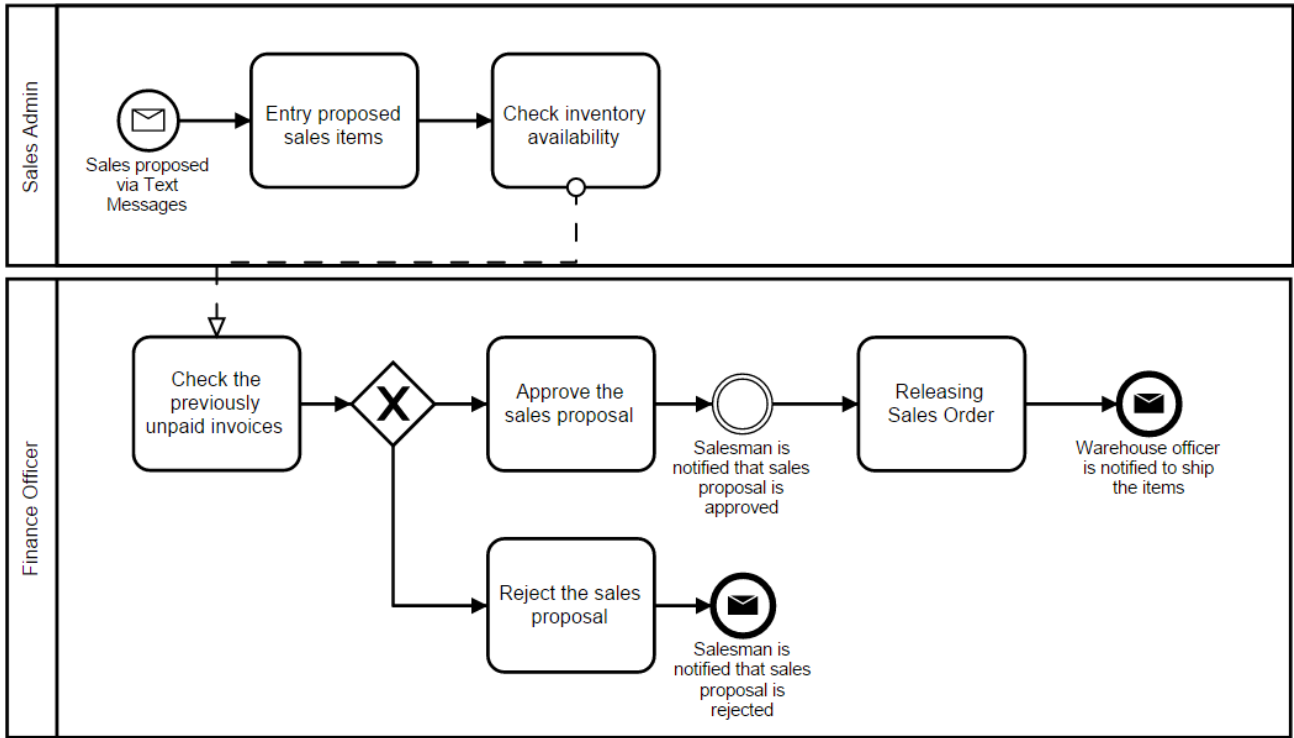 Sales Admin
Sales proposed
via Text
Messages
Entry proposed
sales items
Check inventory
availability
Finance Officer
Check the
previously
unpaid invoices
X
Approve the
sales proposal
Salesman is
notified that sales
proposal is
approved
Releasing
Sales Order
Warehouse officer
is notified to ship
the items
Reject the sales
proposal
Salesman is
notified that sales
proposal is
rejected